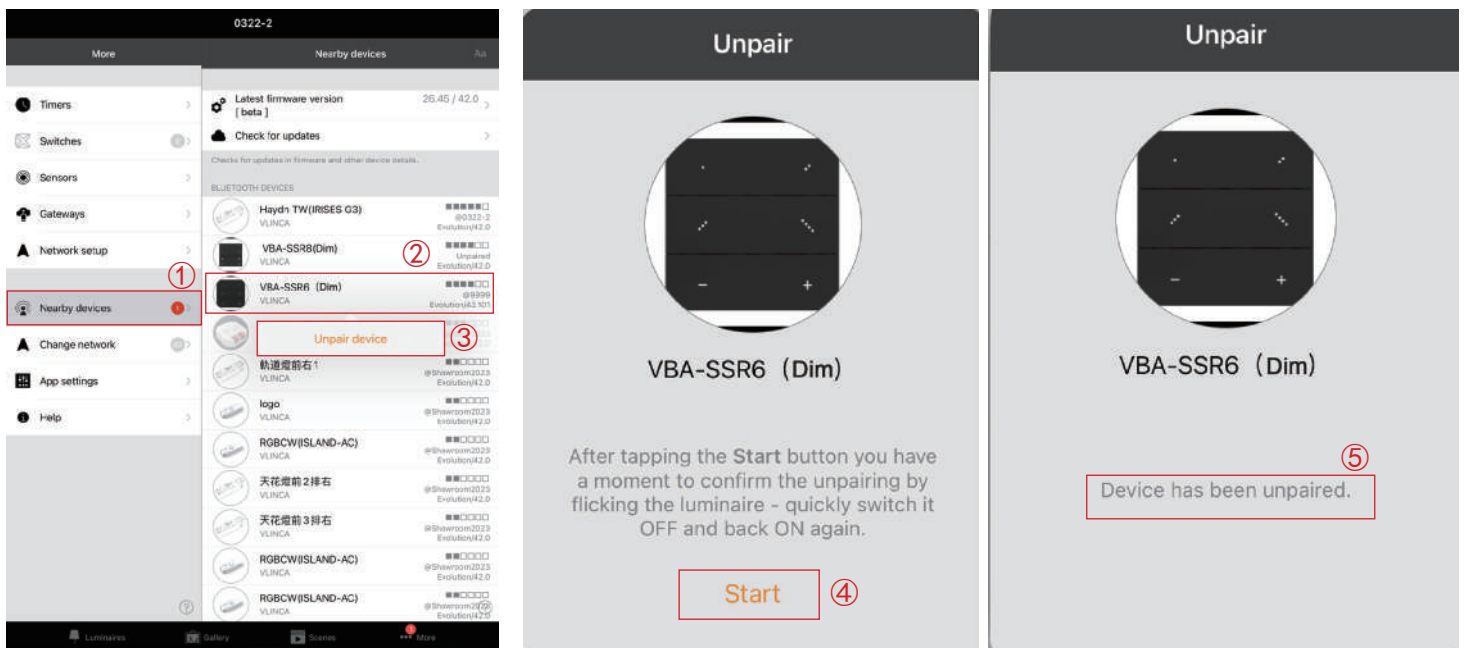 0322-2
More
Nearby devices
Aa
Timers
Switches
Sensors
Gateways
Network setup
①
Nearby devices
Change network
App settings
Help
Latest firmware version
[ beta ]
26.45 / 42.0
Check for updates
Checks for updates in firmware and other device details.
BLUETOOTH DEVICES
Haydn TW(IRISES G3)
VLINCA
@0322-2
Evolution/42.0
VBA-SSR8(Dim)
VLINCA
②
Unpaired
Evolution/42.0
VBA-SSR6 (Dim)
VLINCA
@9999
Evolution/42.101
Unpair device
③
軌道燈前右1
VLINCA
@Showroom2023
Evolution/42.0
logo
VLINCA
@Showroom2023
Evolution/42.0
RGBCW(ISLAND-AC)
VLINCA
@Showroom2023
Evolution/42.0
天花燈前2排右
VLINCA
@Showroom2023
Evolution/42.0
天花燈前3排右
VLINCA
@Showroom2023
Evolution/42.0
RGBCW(ISLAND-AC)
VLINCA
@Showroom2023
Evolution/42.0
RGBCW(ISLAND-AC)
VLINCA
@Showroom2023
Evolution/42.0
Luminaires
Gallery
Scenes
More
Unpair
VBA-SSR6 (Dim)
After tapping the Start button you have
a moment to confirm the unpairing by
flicking the luminaire - quickly switch it
OFF and back ON again.
Start
④
Unpair
VBA-SSR6 (Dim)
⑤
Device has been unpaired.